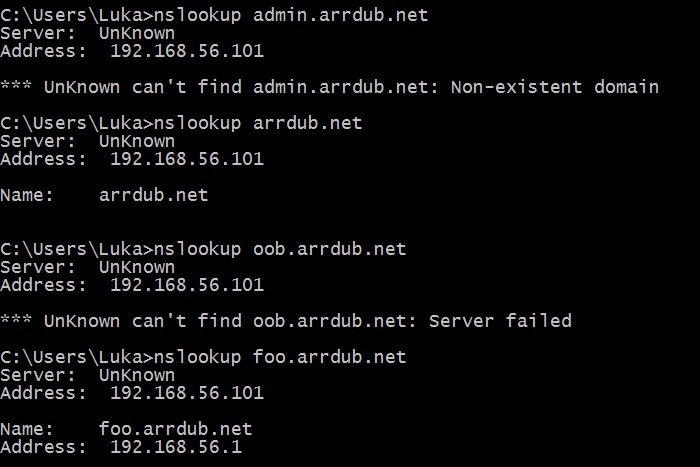 C:\Users\Luka>nslookup admin.arrdub.net
Server:  UnKnown
Address:  192.168.56.101
*** UnKnown can't find admin.arrdub.net: Non-existent domain
C:\Users\Luka>nslookup arrdub.net
Server:  UnKnown
Address:  192.168.56.101
Name:    arrdub.net
C:\Users\Luka>nslookup oob.arrdub.net
Server:  UnKnown
Address:  192.168.56.101
*** UnKnown can't find oob.arrdub.net: Server failed
C:\Users\Luka>nslookup foo.arrdub.net
Server:  UnKnown
Address:  192.168.56.101
Name:    foo.arrdub.net
Address:  192.168.56.1